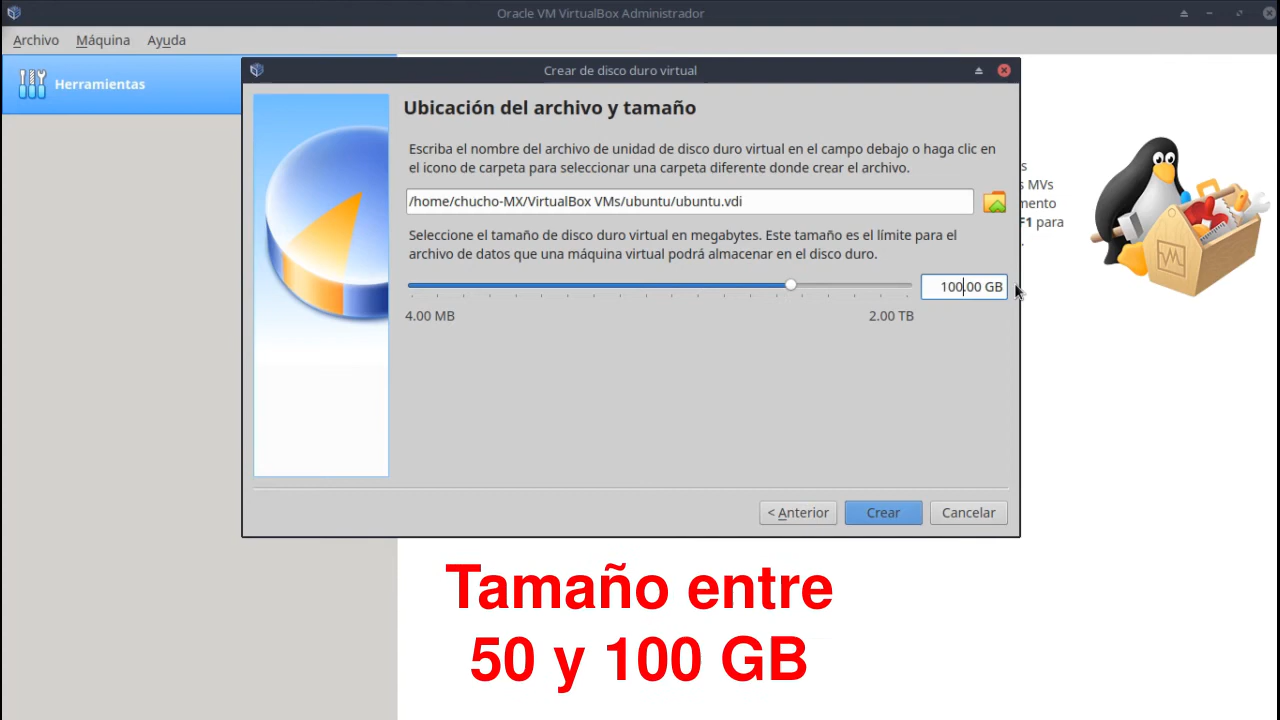 Oracle VM VirtualBox Administrador
Archivo Máquina Ayuda
Herramientas
Crear de disco duro virtual
Ubicación del archivo y tamaño
Escriba el nombre del archivo de unidad de disco duro virtual en el campo debajo o haga clic en
el icono de carpeta para seleccionar una carpeta diferente donde crear el archivo.
/home/chucho-MX/VirtualBox VMs/ubuntu/ubuntu.vdi
Seleccione el tamaño de disco duro virtual en megabytes. Este tamaño es el límite para el
archivo de datos que una máquina virtual podrá almacenar en el disco duro.
100.00 GB
4.00 MB 2.00 TB
< Anterior Crear Cancelar
s
s MVs
mento
F1 para
.
Tamaño entre
50 y 100 GB